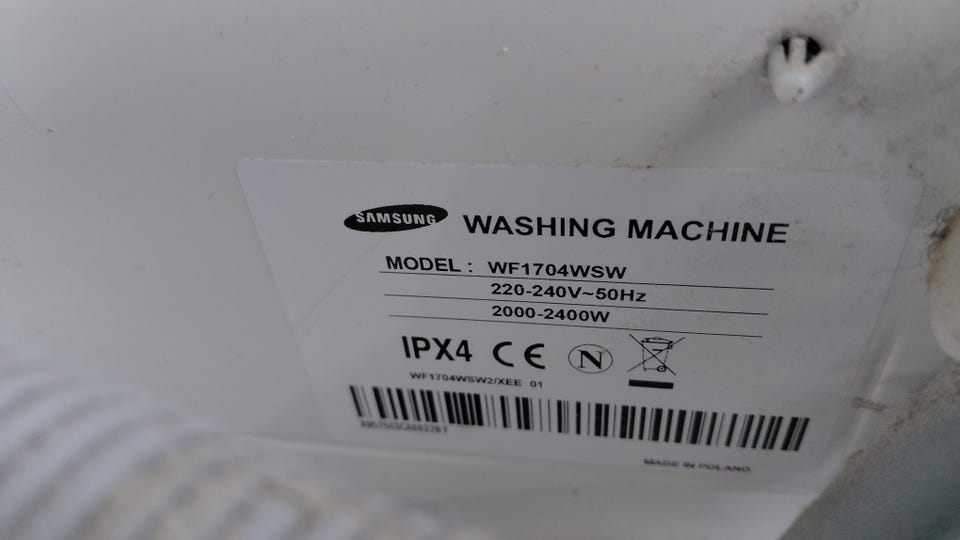 SAMSUNG WASHING MACHINE
MODEL : WF1704WSW
220-240V~50Hz
2000-2400W
IPX4 CE N
WF1704WSW2/XEE 01
MADE IN POLAND